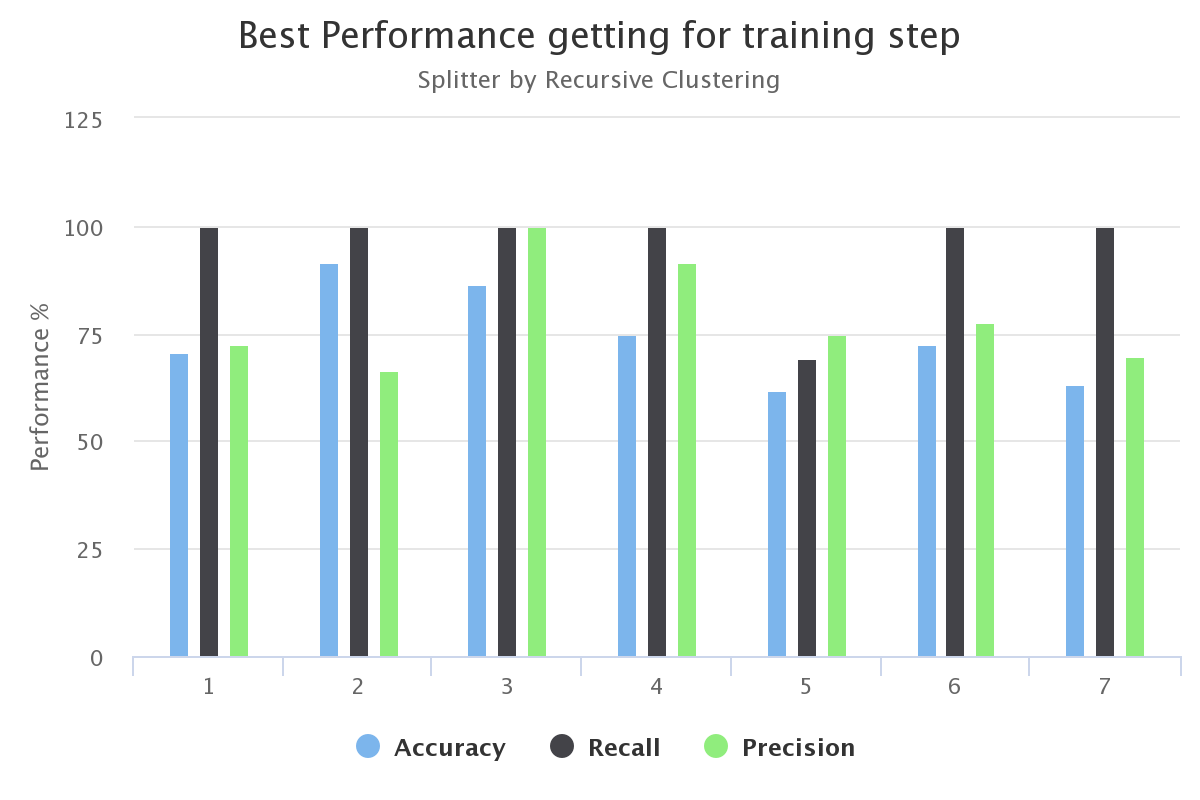 Best Performance getting for training step
Splitter by Recursive Clustering
Performance %
125
100
75
50
25
0
1 2 3 4 5 6 7
Accuracy Recall Precision